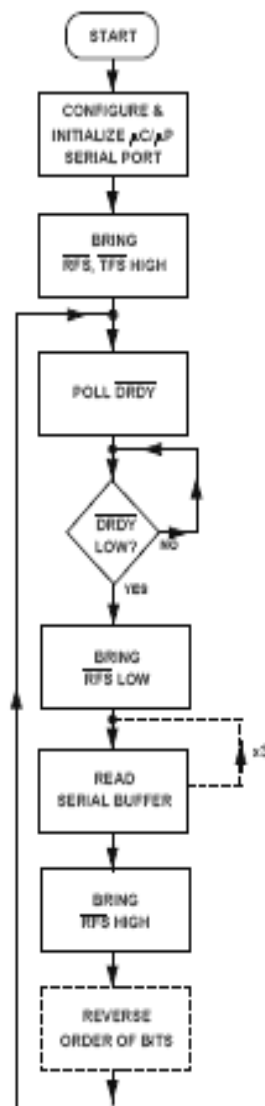 START
CONFIGURE &
INITIALIZE μC/μP
SERIAL PORT
BRING
RFS, TFS HIGH
POLL DRDY
DRDY
LOW?
NO
YES
BRING
RFS LOW
x3
READ
SERIAL BUFFER
BRING
RFS HIGH
REVERSE
ORDER OF BITS